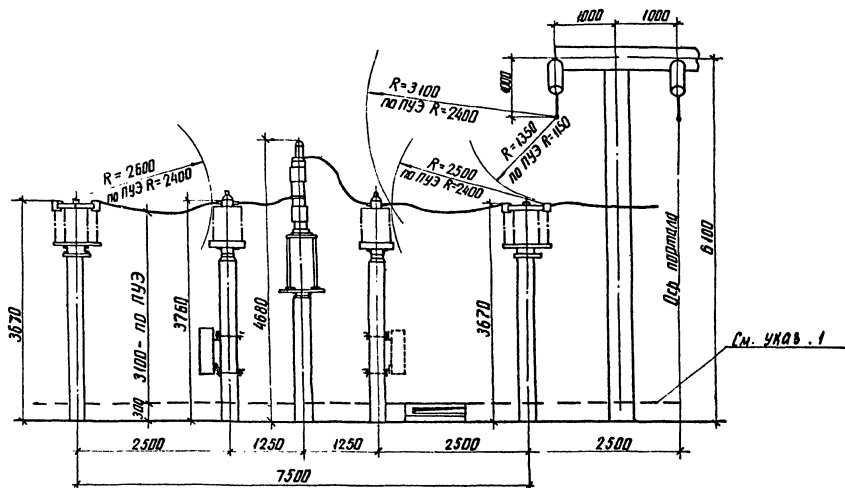 1000
1000
1000
R=3100
по ПУЭ R=2400
R=1350
по ПУЭ R=1150
R=2600
по ПУЭ R=2400
R=2500
по ПУЭ R=2400
3670
3100 - по ПУЭ
300
3760
4680
3670
Ось портала
6100
См. указ. 1
2500
1250
1250
2500
2500
7500